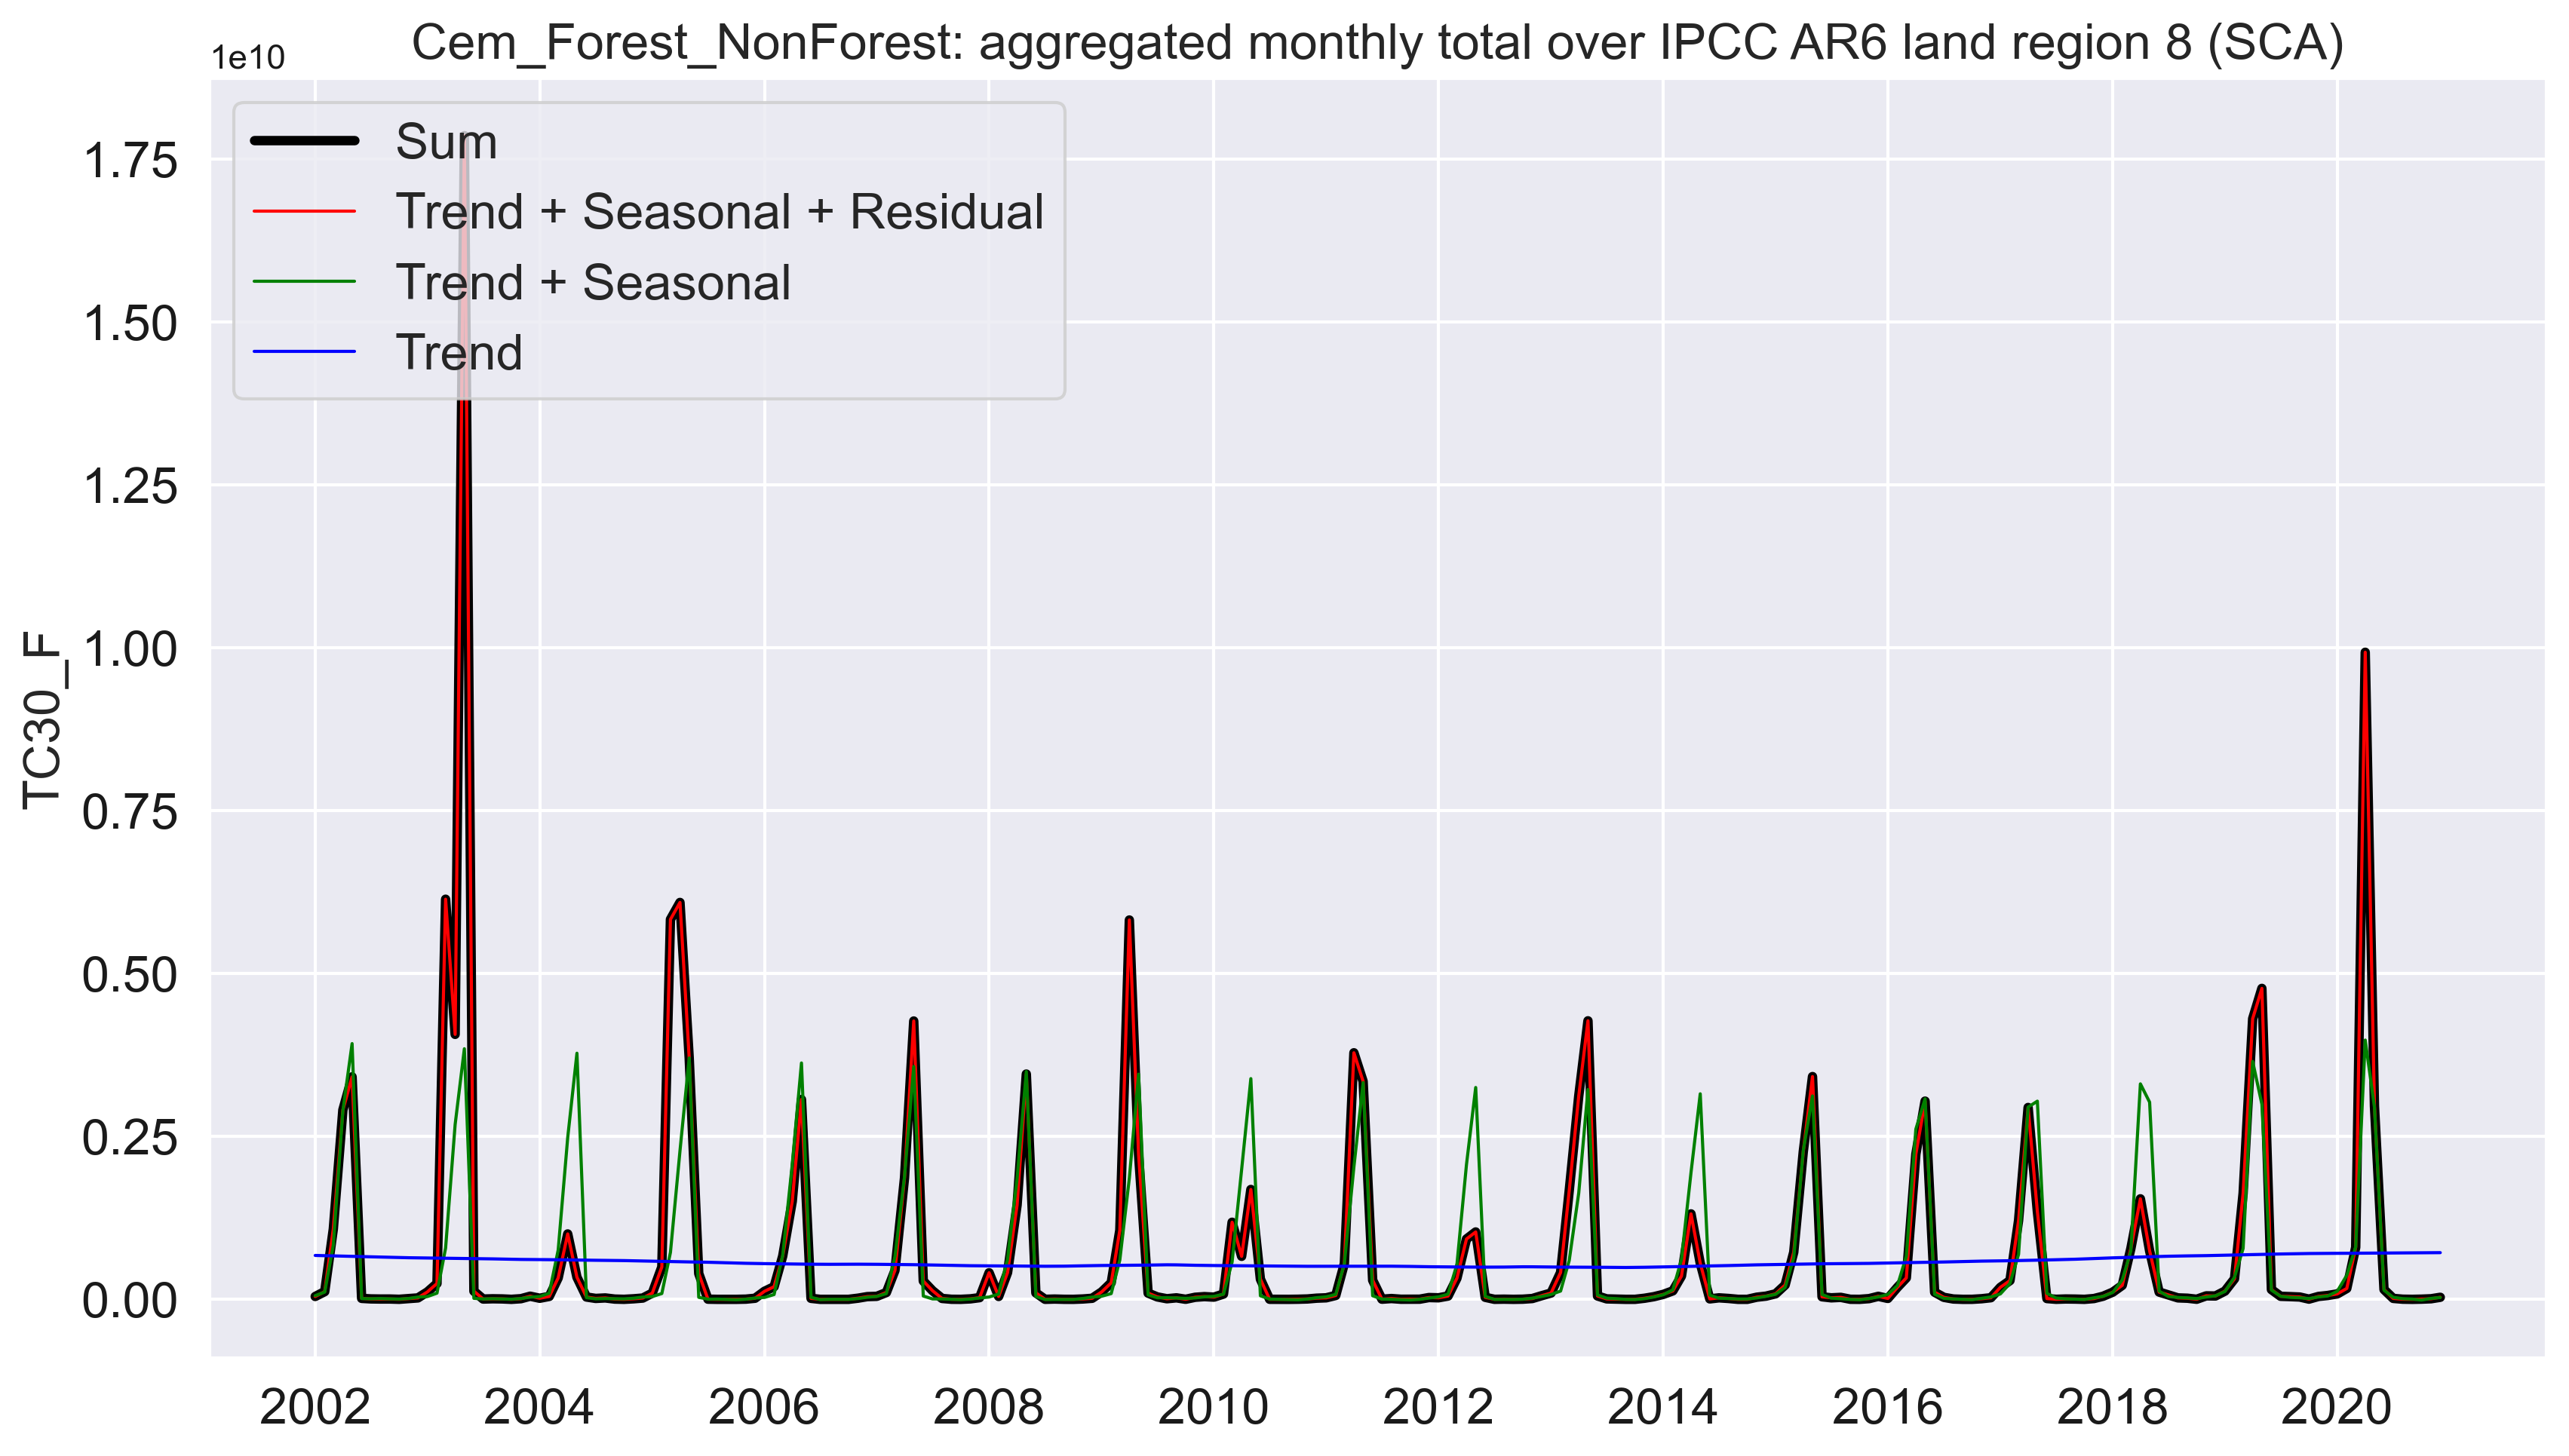 Cem_Forest_NonForest: aggregated monthly total over IPCC AR6 land region 8 (SCA)
1e10
Sum
Trend + Seasonal + Residual
Trend + Seasonal
Trend
1.75
1.50
1.25
1.00
0.75
0.50
0.25
0.00
TC30_F
2002 2004 2006 2008 2010 2012 2014 2016 2018 2020